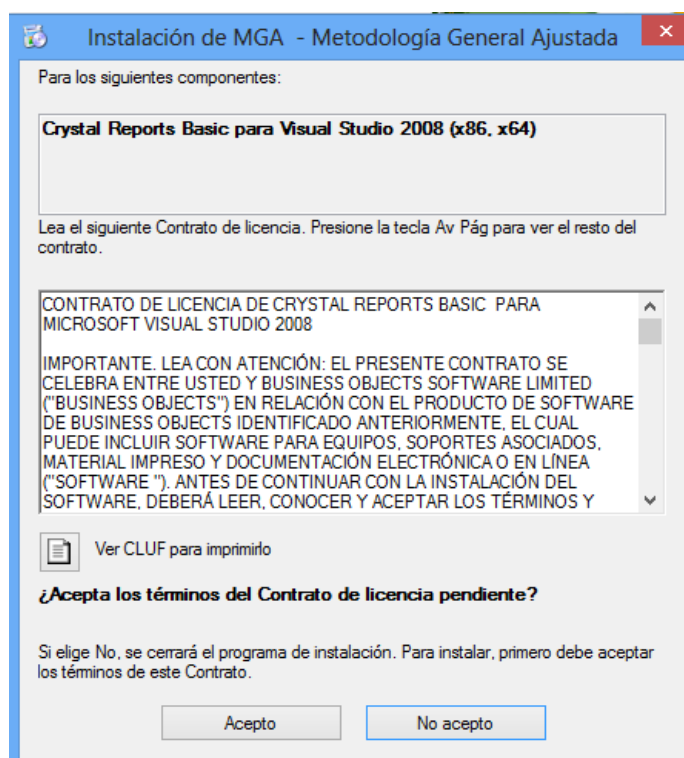 Instalación de MGA - Metodología General Ajustada
Para los siguientes componentes:
Crystal Reports Basic para Visual Studio 2008 (x86, x64)
Lea el siguiente Contrato de licencia. Presione la tecla Av Pág para ver el resto del
contrato.
CONTRATO DE LICENCIA DE CRYSTAL REPORTS BASIC PARA
MICROSOFT VISUAL STUDIO 2008
IMPORTANTE. LEA CON ATENCIÓN: EL PRESENTE CONTRATO SE
CELEBRA ENTRE USTED Y BUSINESS OBJECTS SOFTWARE LIMITED
("BUSINESS OBJECTS") EN RELACIÓN CON EL PRODUCTO DE SOFTWARE
DE BUSINESS OBJECTS IDENTIFICADO ANTERIORMENTE, EL CUAL
PUEDE INCLUIR SOFTWARE PARA EQUIPOS, SOPORTES ASOCIADOS,
MATERIAL IMPRESO Y DOCUMENTACIÓN ELECTRÓNICA O EN LÍNEA
("SOFTWARE "). ANTES DE CONTINUAR CON LA INSTALACIÓN DEL
SOFTWARE, DEBERÁ LEER, CONOCER Y ACEPTAR LOS TÉRMINOS Y
Ver CLUF para imprimirlo
¿Acepta los términos del Contrato de licencia pendiente?
Si elige No, se cerrará el programa de instalación. Para instalar, primero debe aceptar
los términos de este Contrato.
Acepto
No acepto